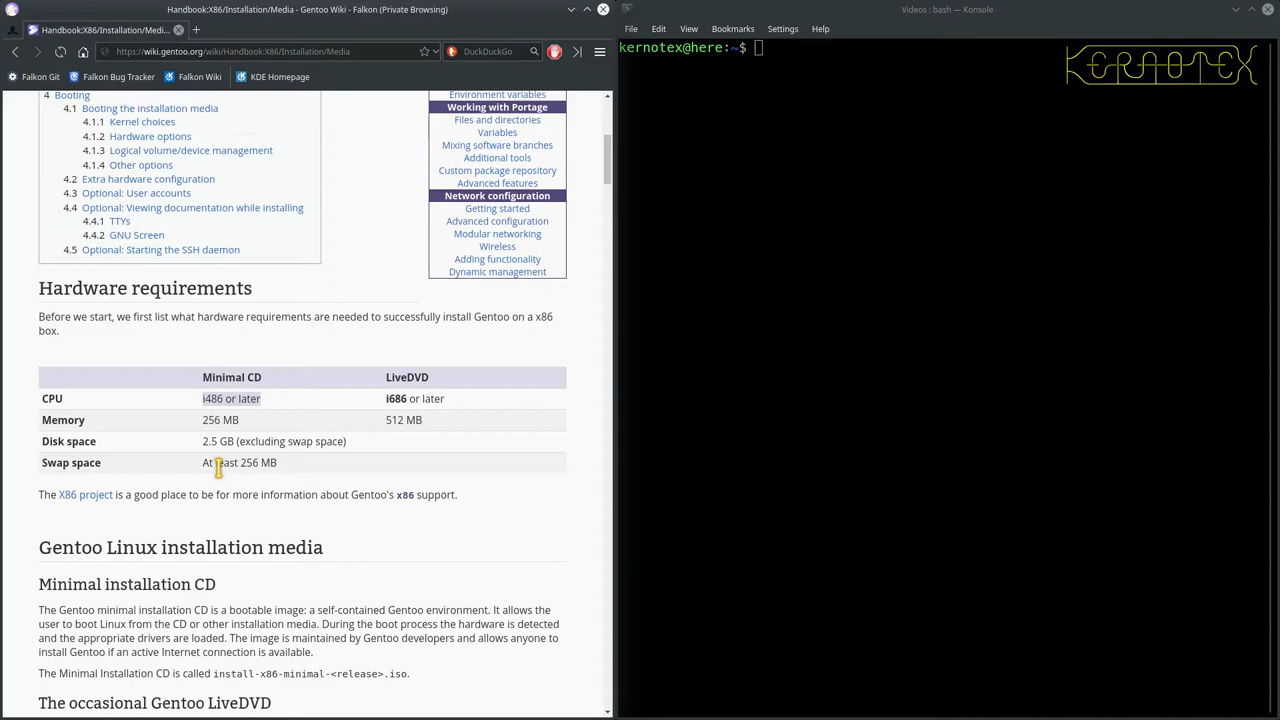 Handbook:X86/Installation/Media - Gentoo Wiki - Falkon (Private Browsing)
Handbook:X86/Installation/Medi...
https://wiki.gentoo.org/wiki/Handbook:X86/Installation/Media
DuckDuckGo
Falkon Git
Falkon Bug Tracker
Falkon Wiki
KDE Homepage
4 Booting
4.1 Booting the installation media
4.1.1 Kernel choices
4.1.2 Hardware options
4.1.3 Logical volume/device management
4.1.4 Other options
4.2 Extra hardware configuration
4.3 Optional: User accounts
4.4 Optional: Viewing documentation while installing
4.4.1 TTYs
4.4.2 GNU Screen
4.5 Optional: Starting the SSH daemon
Environment variables
Working with Portage
Files and directories
Variables
Mixing software branches
Additional tools
Custom package repository
Advanced features
Network configuration
Getting started
Advanced configuration
Modular networking
Wireless
Adding functionality
Dynamic management
Hardware requirements
Before we start, we first list what hardware requirements are needed to successfully install Gentoo on a x86
box.
Minimal CD LiveDVD
CPU i486 or later i686 or later
Memory 256 MB 512 MB
Disk space 2.5 GB (excluding swap space)
Swap space At least 256 MB
The X86 project is a good place to be for more information about Gentoo's x86 support.
Gentoo Linux installation media
Minimal installation CD
The Gentoo minimal installation CD is a bootable image: a self-contained Gentoo environment. It allows the
user to boot Linux from the CD or other installation media. During the boot process the hardware is detected
and the appropriate drivers are loaded. The image is maintained by Gentoo developers and allows anyone to
install Gentoo if an active Internet connection is available.
The Minimal Installation CD is called install-x86-minimal-<release>.iso.
The occasional Gentoo LiveDVD
Videos : bash — Konsole
File Edit View Bookmarks Settings Help
kernotex@here:~$
KERNOTEX